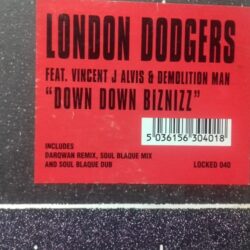 LONDON DODGERS
FEAT. VINCENT J ALVIS & DEMOLITION MAN
"DOWN DOWN BIZNIZZ"
5 036156 304018
INCLUDES
DARQWAN REMIX, SOUL BLAQUE MIX
AND SOUL BLAQUE DUB
LOCKED 040